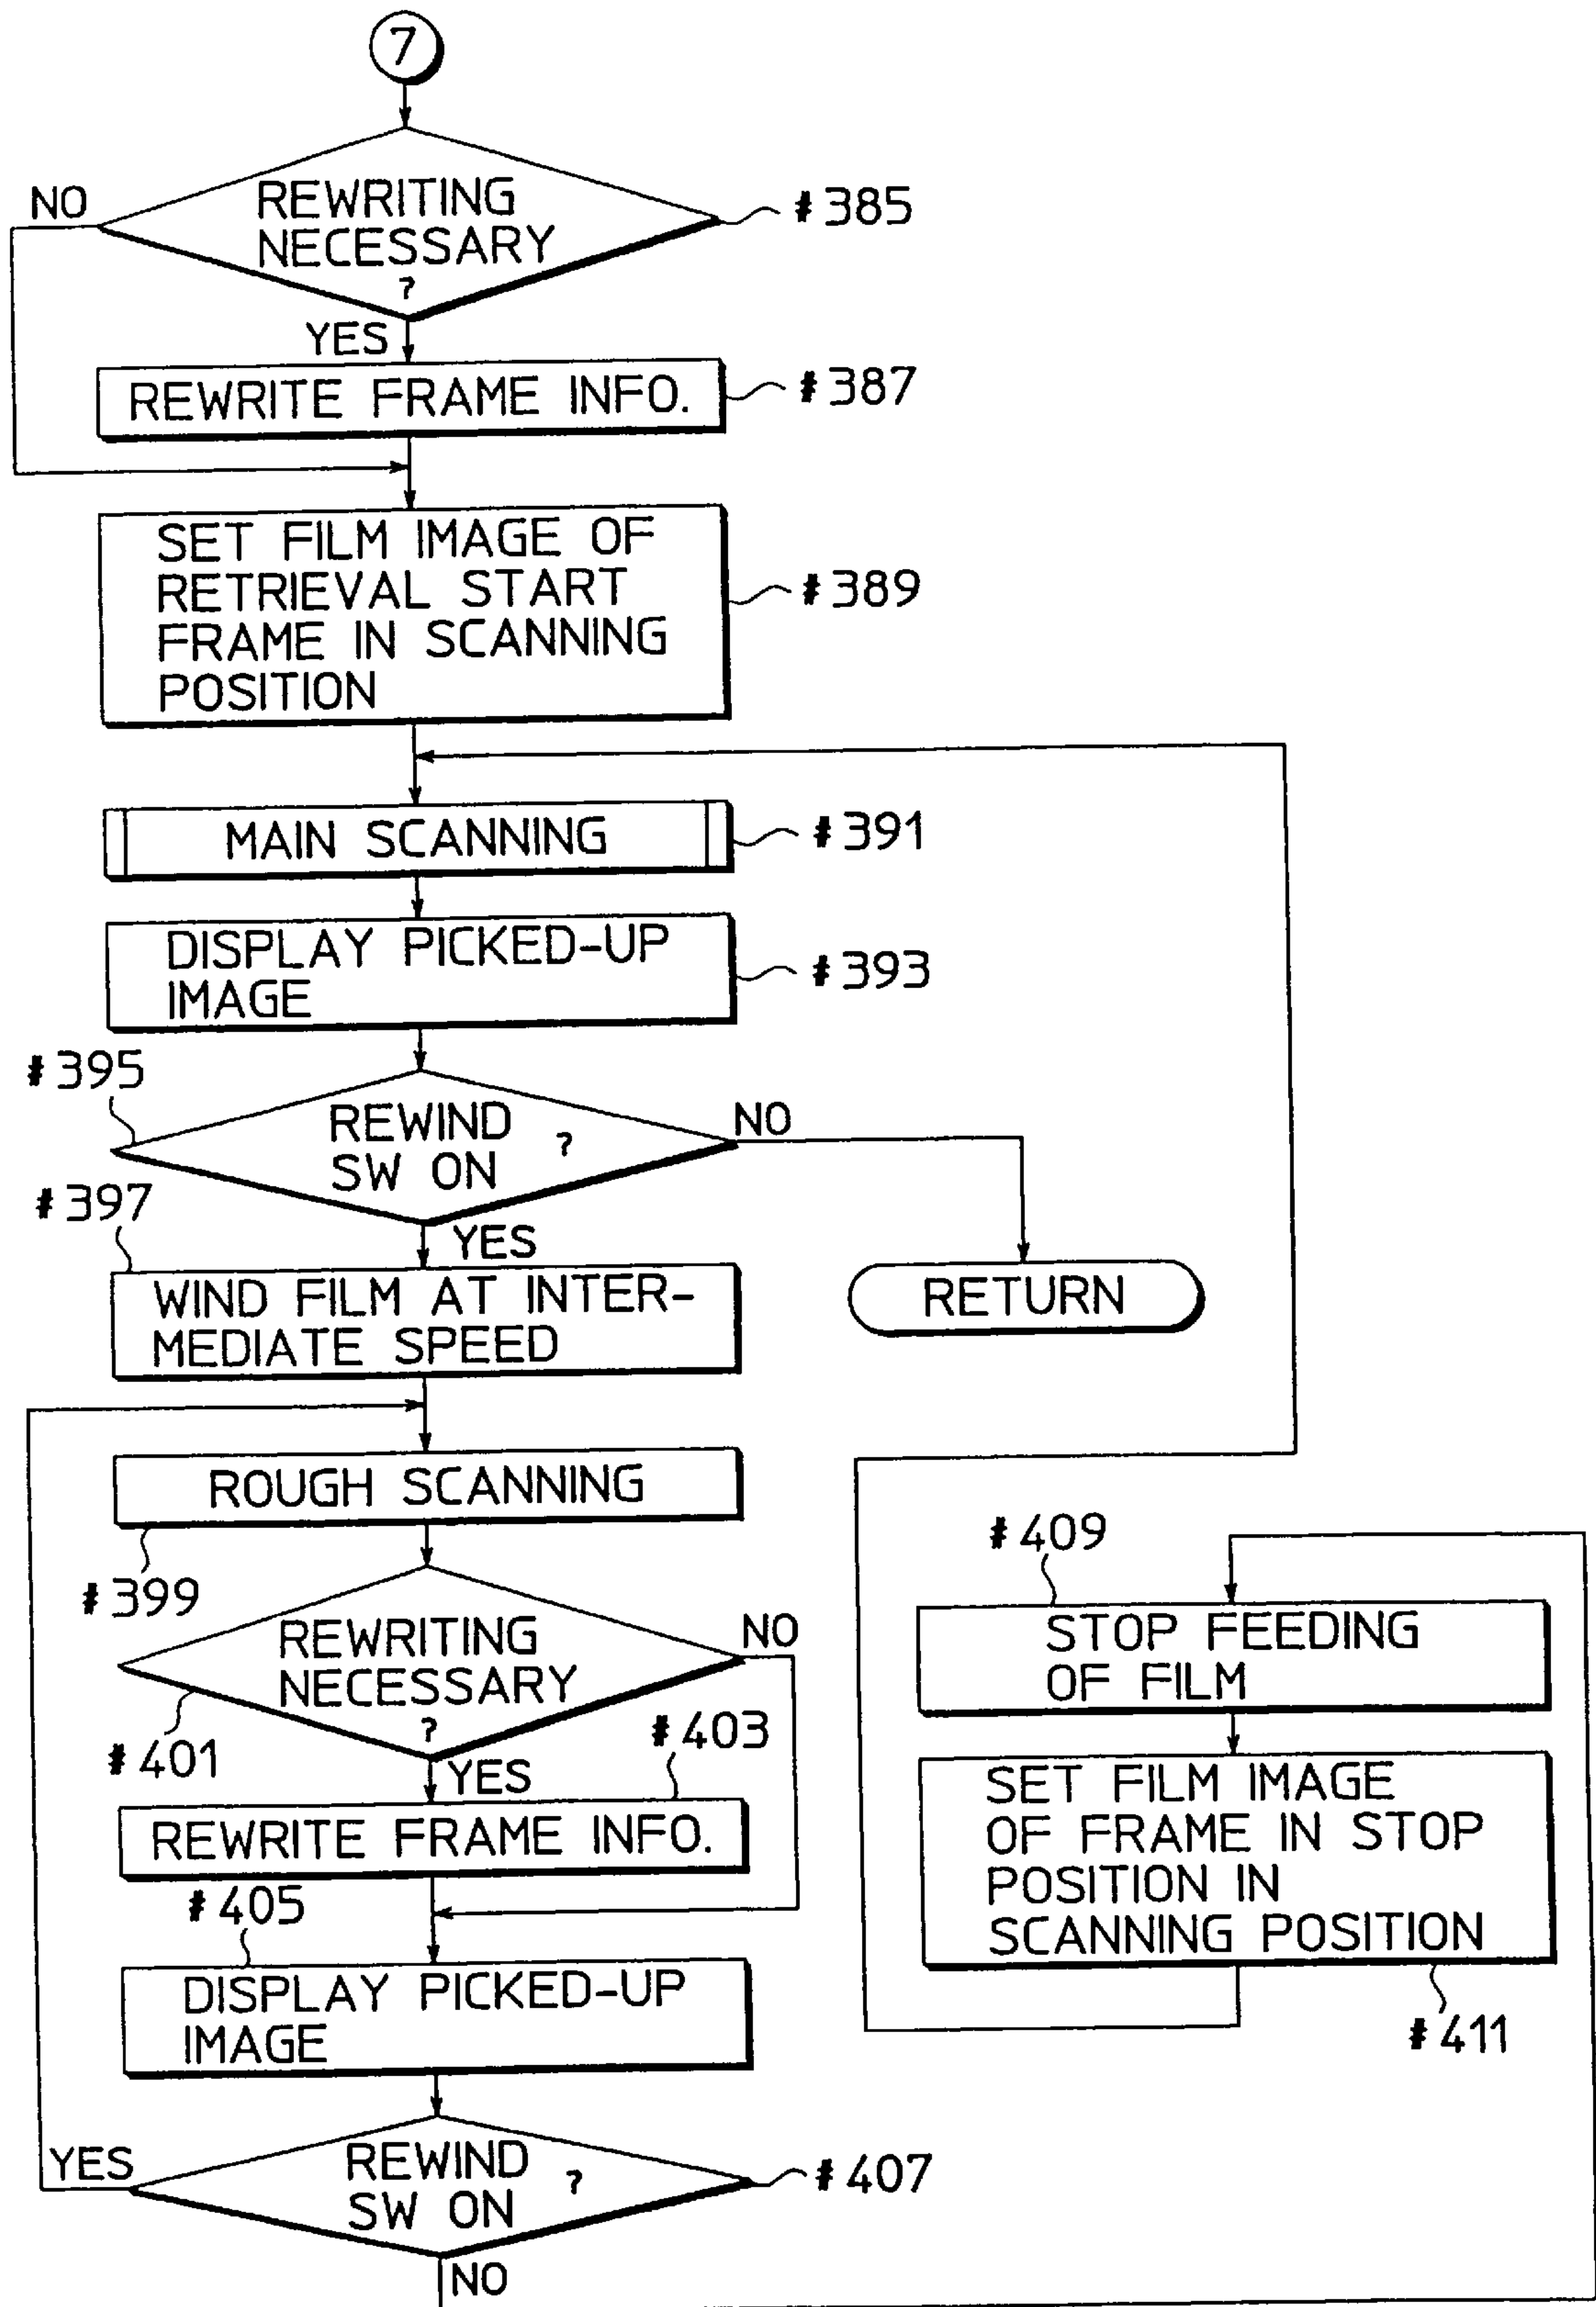 7
NO
REWRITING
NECESSARY
?
#385
YES
REWRITE FRAME INFO.
#387
SET FILM IMAGE OF
RETRIEVAL START
FRAME IN SCANNING
POSITION
#389
MAIN SCANNING
#391
DISPLAY PICKED-UP
IMAGE
#393
#395
REWIND
SW ON ?
NO
#397
YES
WIND FILM AT INTER-
MEDIATE SPEED
RETURN
ROUGH SCANNING
#399
REWRITING
NECESSARY
?
NO
#401
#403
YES
REWRITE FRAME INFO.
#405
DISPLAY PICKED-UP
IMAGE
YES
REWIND
SW ON ?
#407
NO
#409
STOP FEEDING
OF FILM
SET FILM IMAGE
OF FRAME IN STOP
POSITION IN
SCANNING POSITION
#411